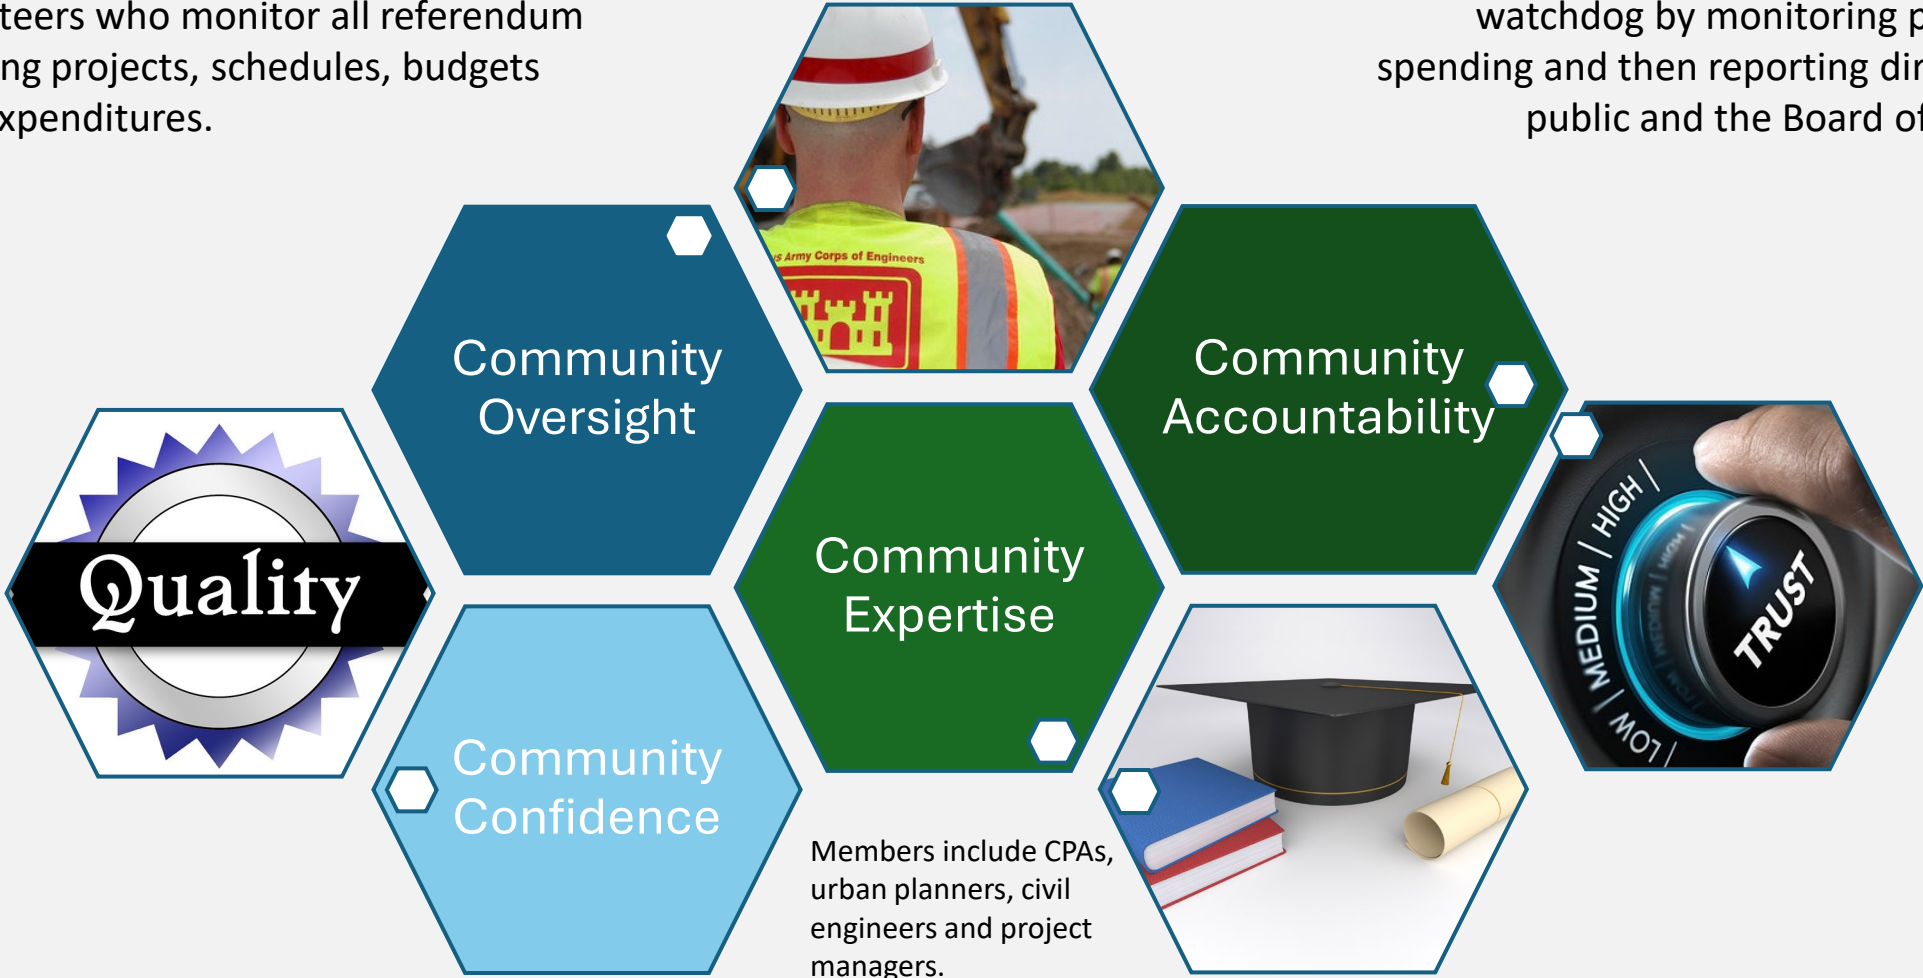 teers who monitor all referendum
ng projects, schedules, budgets
xpenditures.
watchdog by monitoring p
spending and then reporting dir
public and the Board of
US Army Corps of Engineers
Community
Oversight
Community
Accountability
Quality
Community
Expertise
LOW | MEDIUM | HIGH |
TRUST
Community
Confidence
Members include CPAs,
urban planners, civil
engineers and project
managers.